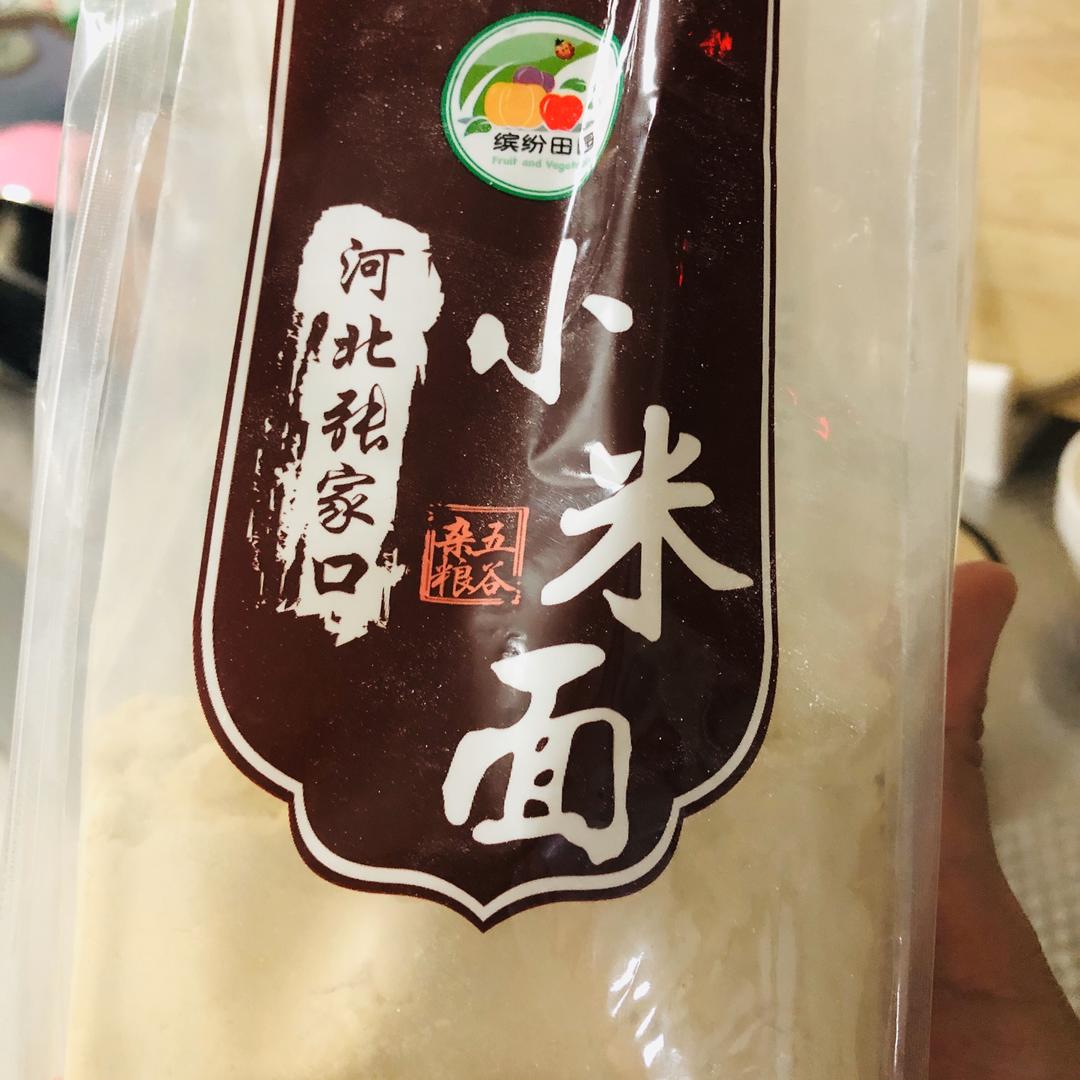 缤纷田园
Fruit and Vege
小米面
河北张家口
五谷
杂粮